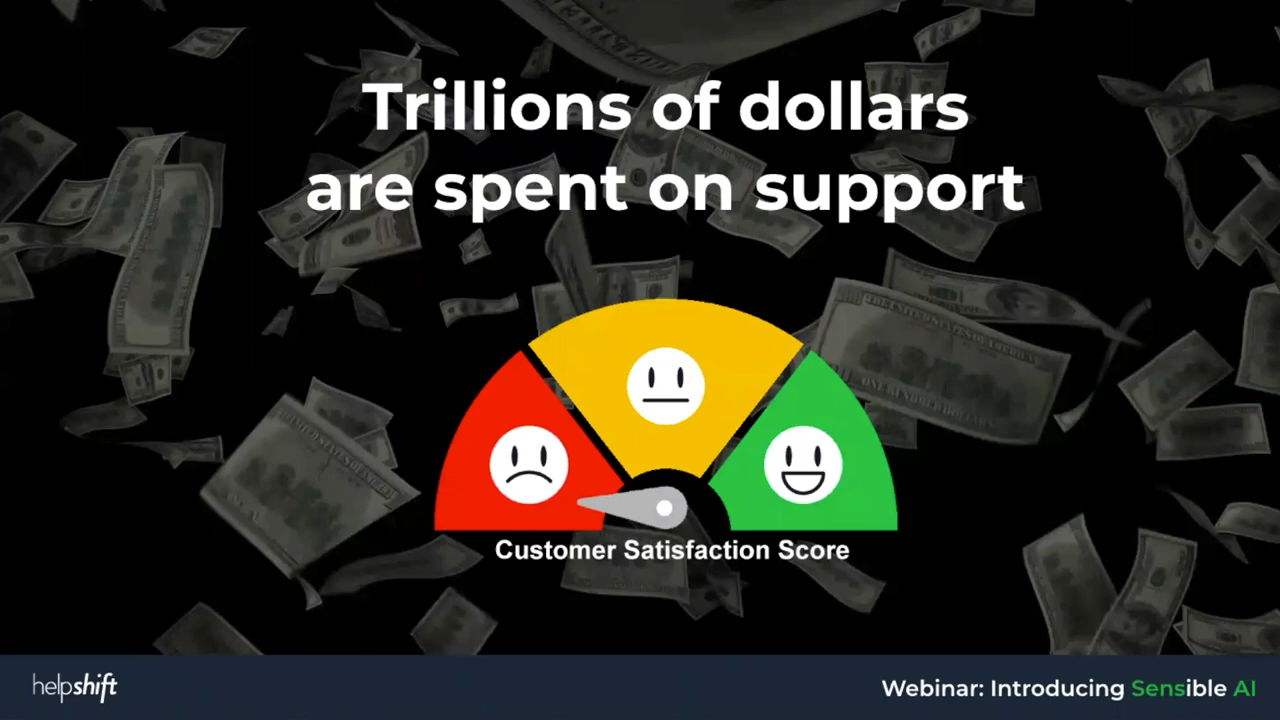 Trillions of dollars
are spent on support
Customer Satisfaction Score
helpshift
Webinar: Introducing Sensible AI